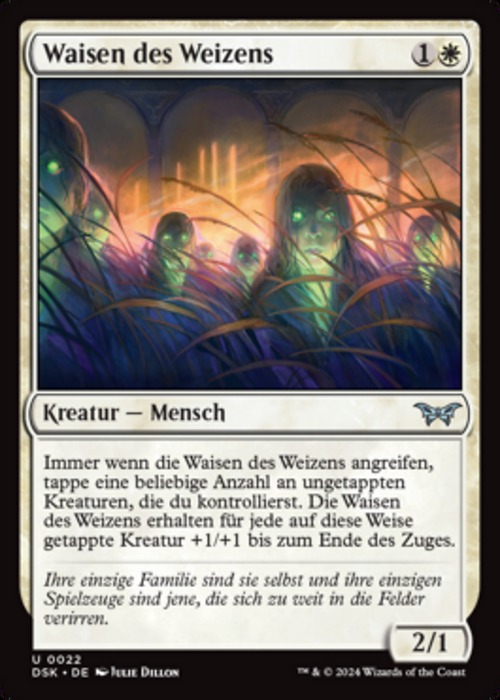 Waisen des Weizens
1
Kreatur — Mensch
Immer wenn die Waisen des Weizens angreifen,
tappe eine beliebige Anzahl an ungetappten
Kreaturen, die du kontrollierst. Die Waisen
des Weizens erhalten für jede auf diese Weise
getappte Kreatur +1/+1 bis zum Ende des Zuges.
Ihre einzige Familie sind sie selbst und ihre einzigen
Spielzeuge sind jene, die sich zu weit in die Felder
verirren.
2/1
U 0022
DSK • DE Julie Dillon
™ & © 2024 Wizards of the Coast